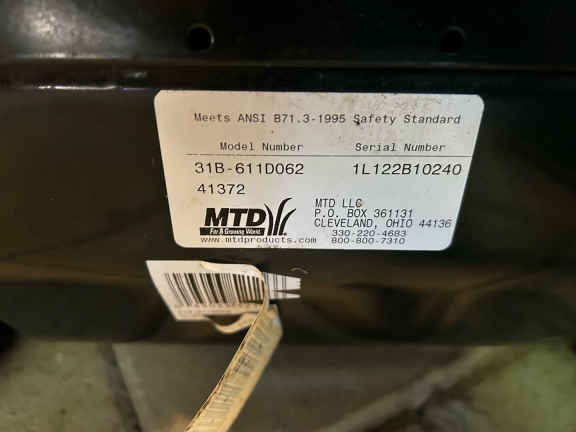 Meets ANSI B71.3-1995 Safety Standard
Model Number Serial Number
31B-611D062 1L122B10240
41372
MTD
For A Growing World.
www.mtdproducts.com
MTD LLC
P.O. BOX 361131
CLEVELAND, OHIO 44136
330-220-4683
800-800-7310